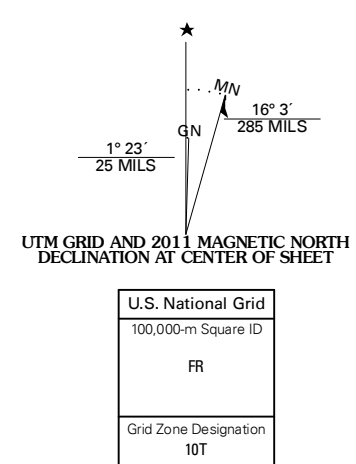 ★
MN
GN
16° 3´
285 MILS
1° 23´
25 MILS
UTM GRID AND 2011 MAGNETIC NORTH
DECLINATION AT CENTER OF SHEET
U.S. National Grid
100,000-m Square ID
FR
Grid Zone Designation
10T